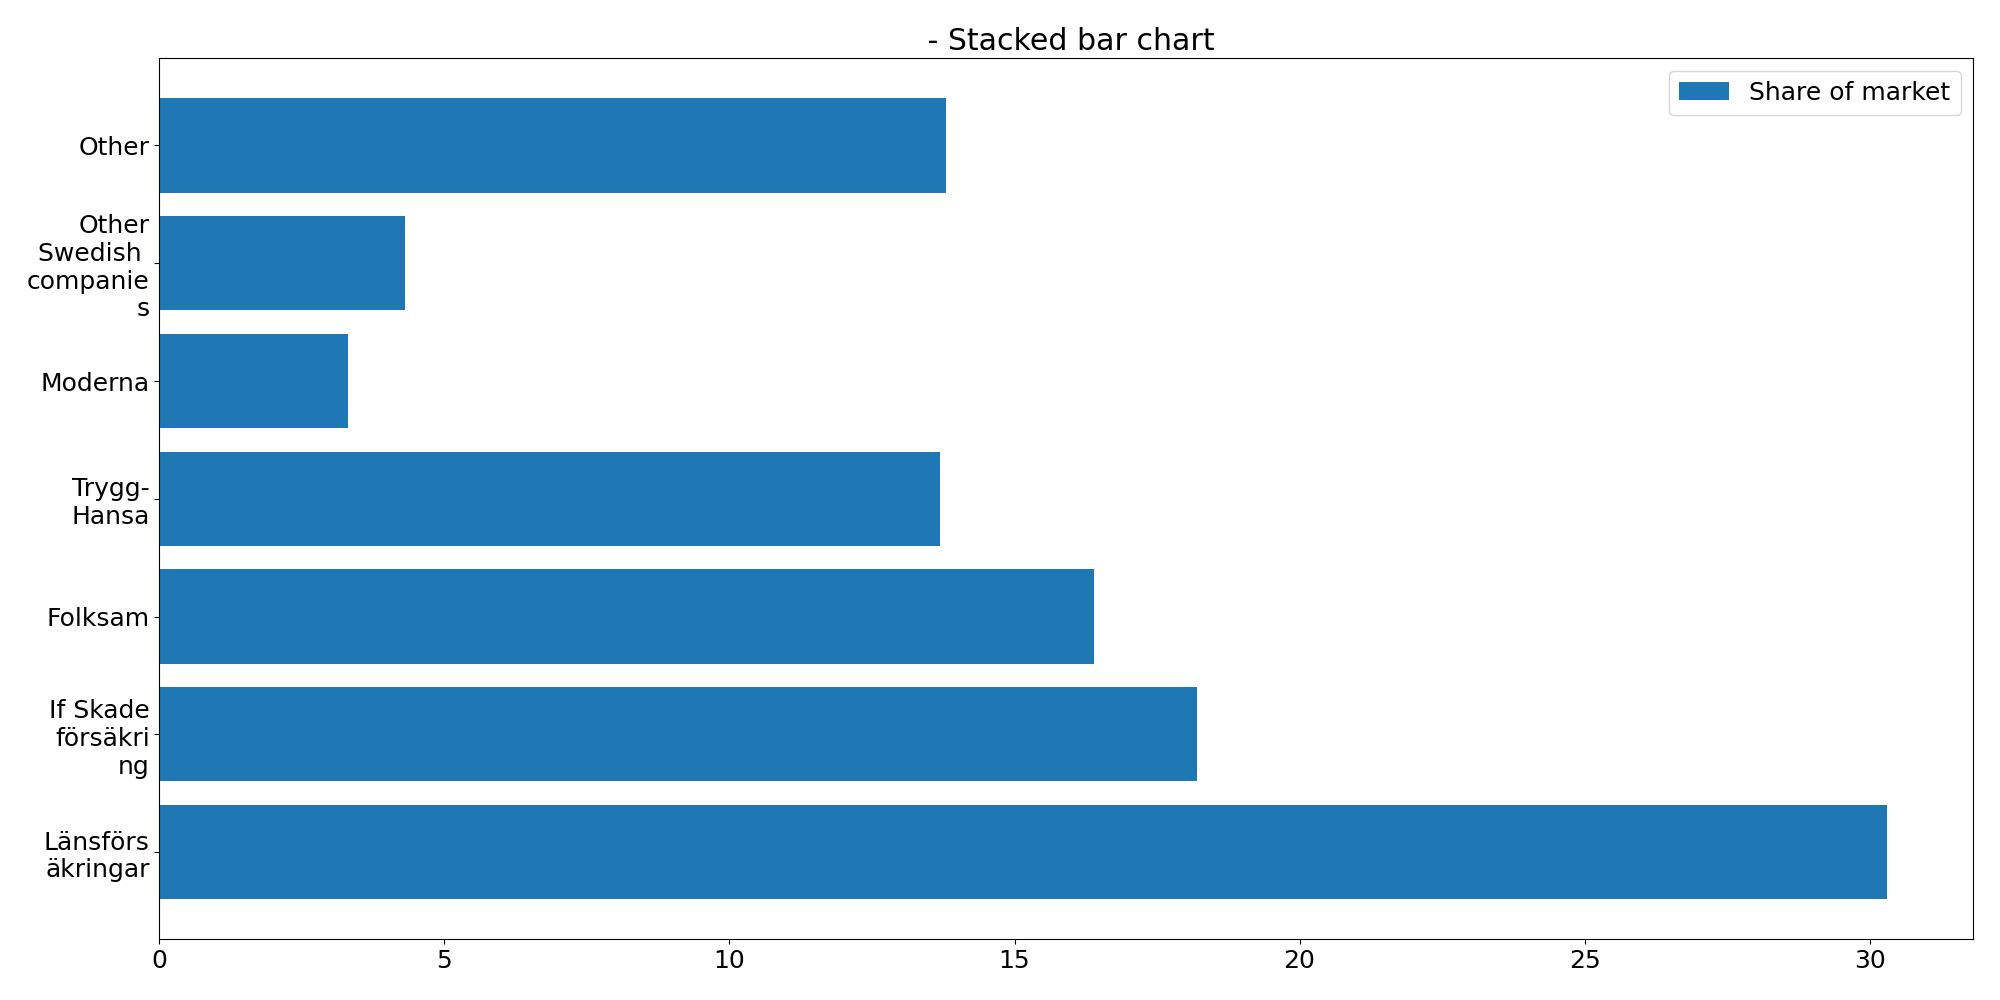 - Stacked bar chart
Share of market
Other
Other
Swedish
companie
s
Moderna
Trygg-
Hansa
Folksam
If Skade
försäkri
ng
Länsförs
äkringar
0 5 10 15 20 25 30